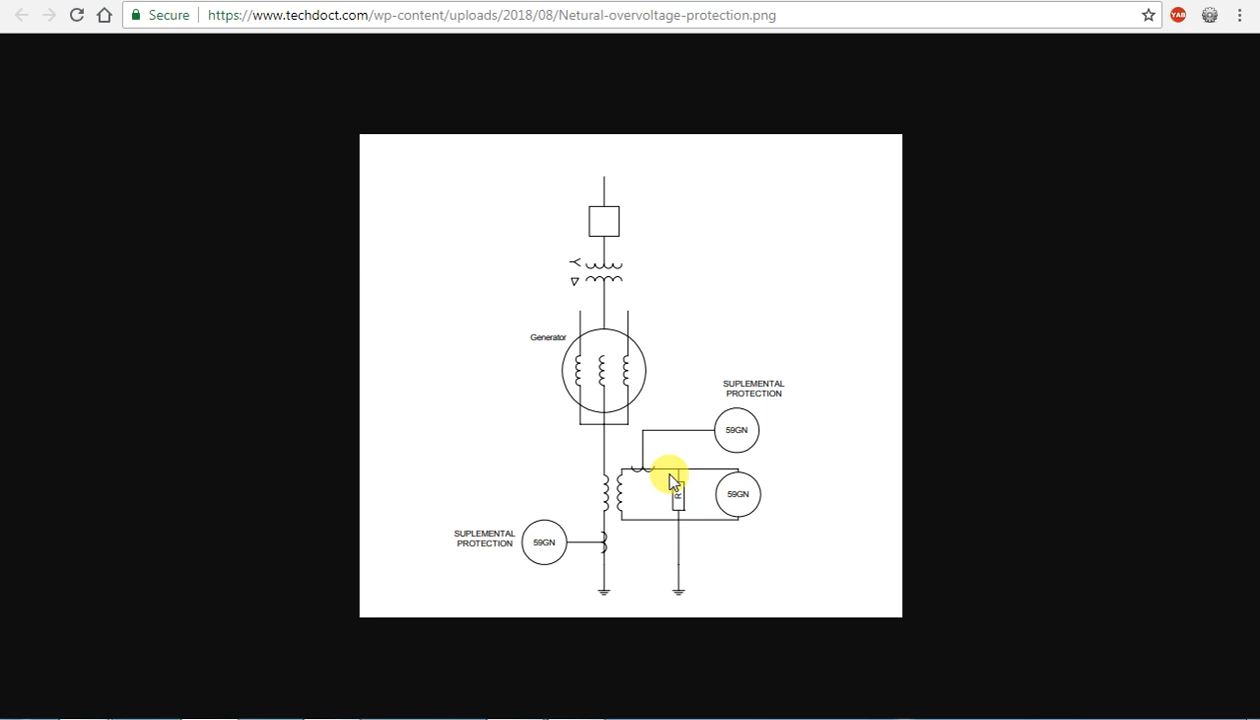 Secure
https://www.techdoct.com/wp-content/uploads/2018/08/Netural-overvoltage-protection.png
YAB
Y
Generator
SUPLEMENTAL
PROTECTION
59GN
R
59GN
SUPLEMENTAL
PROTECTION
59GN